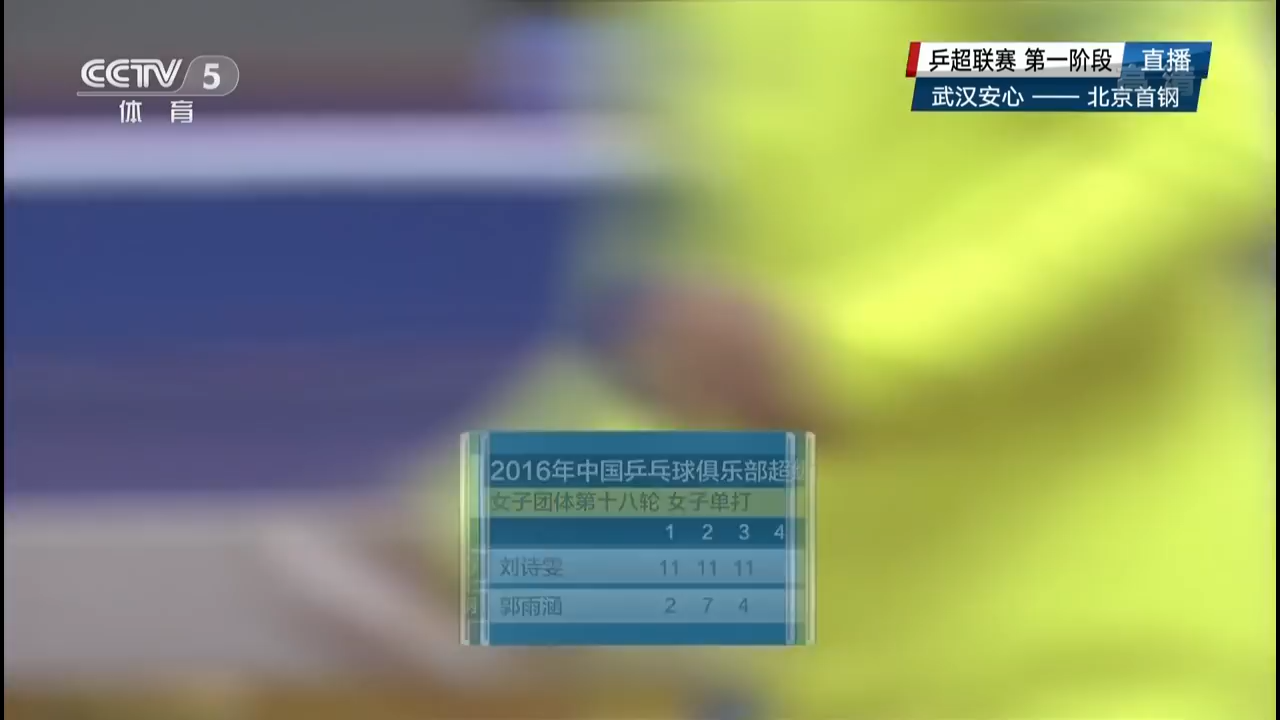 CCTV 5
体育
乒超联赛 第一阶段 直播
高清
武汉安心 —— 北京首钢
2016年中国乒乓球俱乐部超
女子团体第十八轮 女子单打
1 2 3 4
刘诗雯 11 11 11
郭雨涵 2 7 4